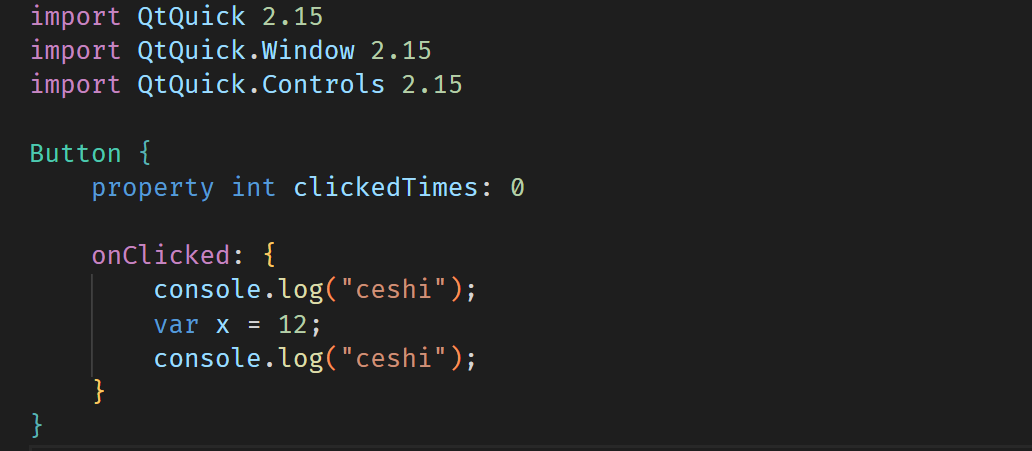 import QtQuick 2.15
import QtQuick.Window 2.15
import QtQuick.Controls 2.15

Button {
    property int clickedTimes: 0

    onClicked: {
        console.log("ceshi");
        var x = 12;
        console.log("ceshi");
    }
}